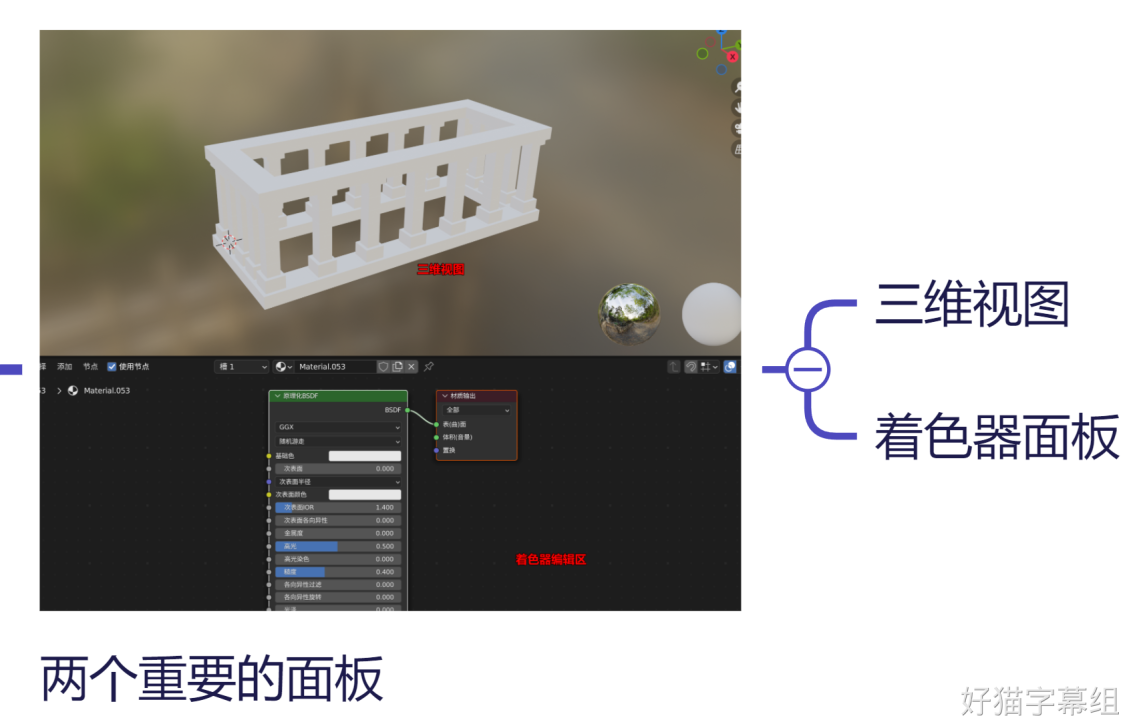 X
三维视图
择 添加 节点 使用节点 槽 1 Material.053
53 > Material.053
原理化BSDF
BSDF
GGX
随机游走
基础色
次表面 0.000
次表面半径
次表面颜色
次表面IOR 1.400
次表面各向异性 0.000
金属度 0.000
高光 0.500
高光染色 0.000
糙度 0.400
各向异性过滤 0.000
各向异性旋转 0.000
光泽 0.000
材质输出
全部
表(曲)面
体积(音量)
置换
着色器编辑区
三维视图
着色器面板
两个重要的面板
好猫字幕组